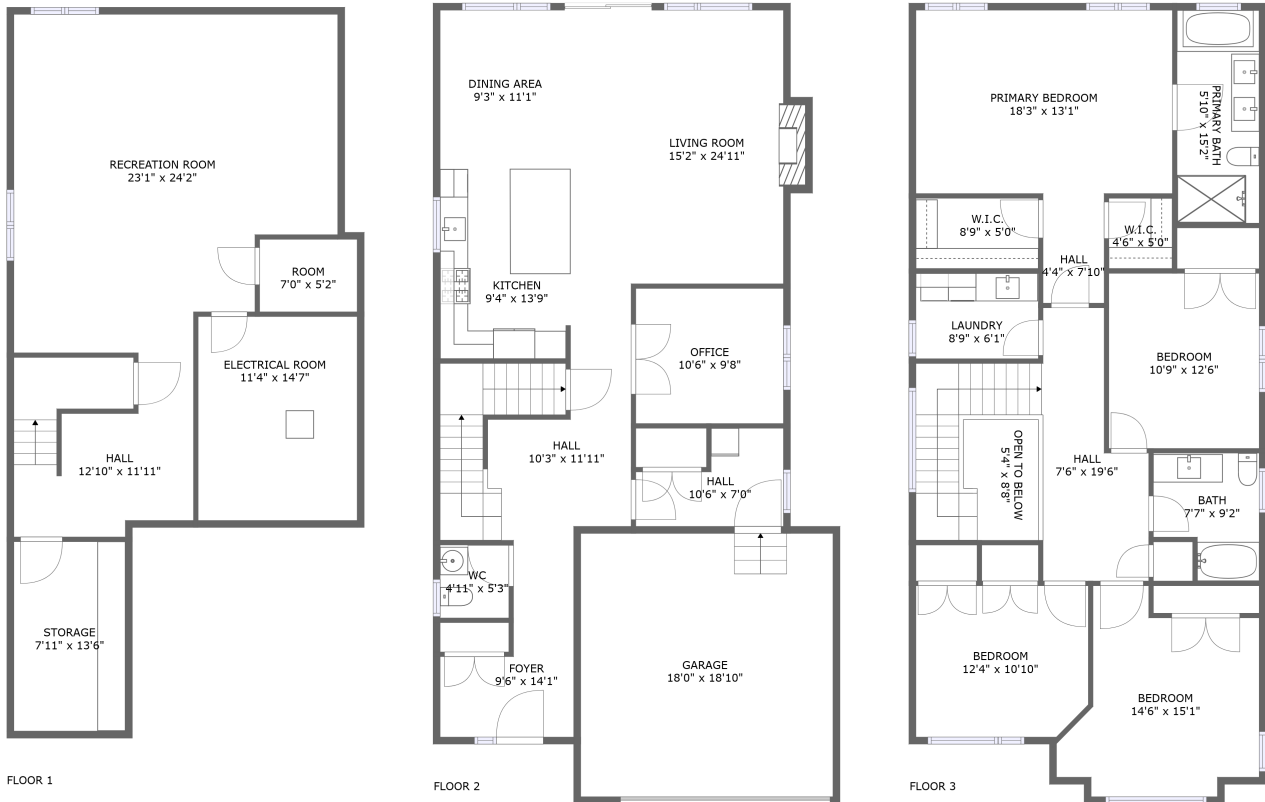 RECREATION ROOM
23'1" x 24'2"
ROOM
7'0" x 5'2"
ELECTRICAL ROOM
11'4" x 14'7"
HALL
12'10" x 11'11"
STORAGE
7'11" x 13'6"
FLOOR 1
DINING AREA
9'3" x 11'1"
LIVING ROOM
15'2" x 24'11"
KITCHEN
9'4" x 13'9"
OFFICE
10'6" x 9'8"
HALL
10'3" x 11'11"
HALL
10'6" x 7'0"
WC
4'11" x 5'3"
FOYER
9'6" x 14'1"
GARAGE
18'0" x 18'10"
FLOOR 2
PRIMARY BEDROOM
18'3" x 13'1"
PRIMARY BATH
5'10" x 15'2"
W.I.C.
8'9" x 5'0"
W.I.C.
4'6" x 5'0"
HALL
4'4" x 7'10"
LAUNDRY
8'9" x 6'1"
BEDROOM
10'9" x 12'6"
OPEN TO BELOW
5'4" x 8'8"
HALL
7'6" x 19'6"
BATH
7'7" x 9'2"
BEDROOM
12'4" x 10'10"
BEDROOM
14'6" x 15'1"
FLOOR 3